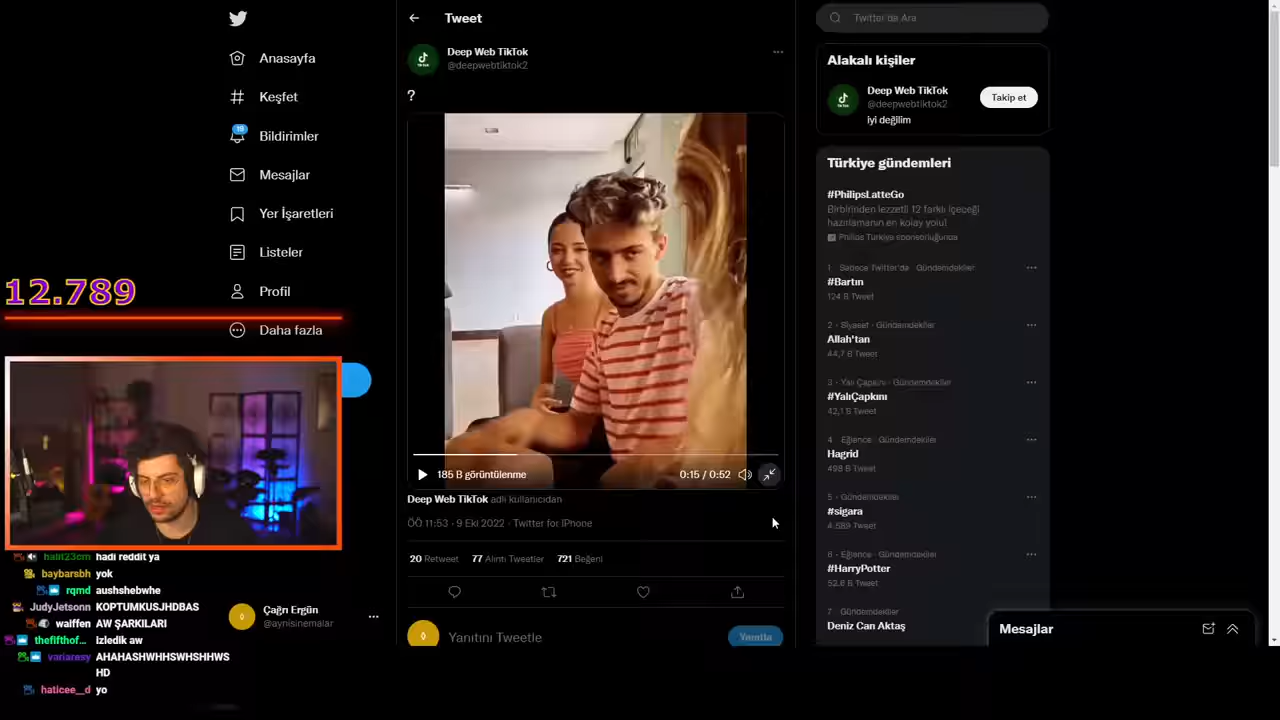 Anasayfa
Keşfet
19
Bildirimler
Mesajlar
Yer İşaretleri
Listeler
Profil
Daha fazla
12.789
halit23cm hadi reddit ya
baybarsbh yok
rqmd aushshebwhe
JudyJetsonn KOPTUMKUSJHDBAS
walffen AW ŞARKILARI
thefifthof... izledik aw
variaresy AHAHASHWHHSWHSHHWS
HD
haticee__d yo
Çağrı Ergün
@aynisinemalar
Tweet
Deep Web TikTok
@deepwebtiktok2
?
185 B görüntülenme
0:15 / 0:52
Deep Web TikTok adlı kullanıcıdan
ÖÖ 11:53 · 9 Eki 2022 · Twitter for iPhone
20 Retweet 77 Alıntı Tweetler 721 Beğeni
Yanıtını Tweetle
Yanıtla
Twitter'da Ara
Alakalı kişiler
Deep Web TikTok
@deepwebtiktok2
Takip et
iyi değilim
Türkiye gündemleri
#PhilipsLatteGo
Birbirinden lezzetli 12 farklı içeceği
hazırlamanın en kolay yolu!
Philips Türkiye sponsorluğunda
1 · Sadece Twitter'da · Gündemdekiler
#Bartın
124 B Tweet
2 · Siyaset · Gündemdekiler
Allah'tan
44,7 B Tweet
3 · Yalı Çapkını · Gündemdekiler
#YalıÇapkını
42,1 B Tweet
4 · Eğlence · Gündemdekiler
Hagrid
498 B Tweet
5 · Gündemdekiler
#sigara
4.589 Tweet
6 · Eğlence · Gündemdekiler
#HarryPotter
52,6 B Tweet
7 · Gündemdekiler
Deniz Can Aktaş
Mesajlar